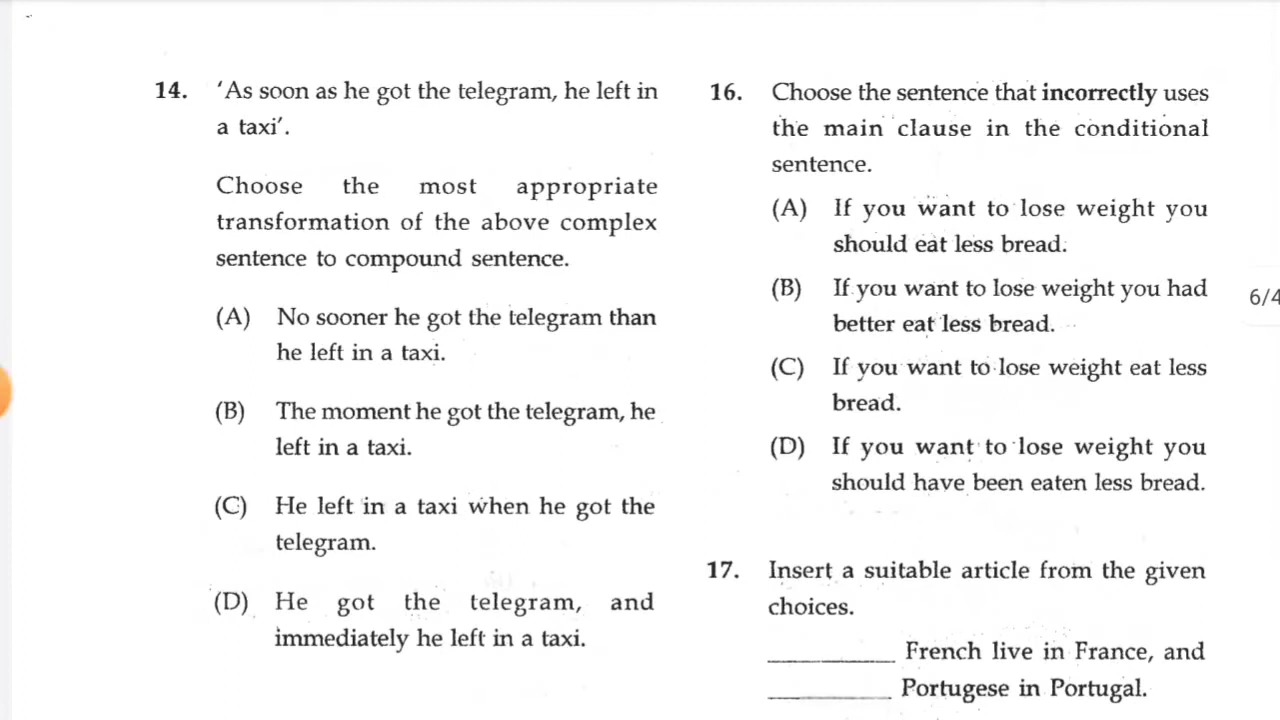 14. 'As soon as he got the telegram, he left in
a taxi'.
Choose the most appropriate
transformation of the above complex
sentence to compound sentence.
(A) No sooner he got the telegram than
he left in a taxi.
(B) The moment he got the telegram, he
left in a taxi.
(C) He left in a taxi when he got the
telegram.
(D) He got the telegram, and
immediately he left in a taxi.
16. Choose the sentence that incorrectly uses
the main clause in the conditional
sentence.
(A) If you want to lose weight you
should eat less bread.
(B) If you want to lose weight you had
better eat less bread.
(C) If you want to lose weight eat less
bread.
(D) If you want to lose weight you
should have been eaten less bread.
17. Insert a suitable article from the given
choices.
__________ French live in France, and
__________ Portugese in Portugal.
6/4